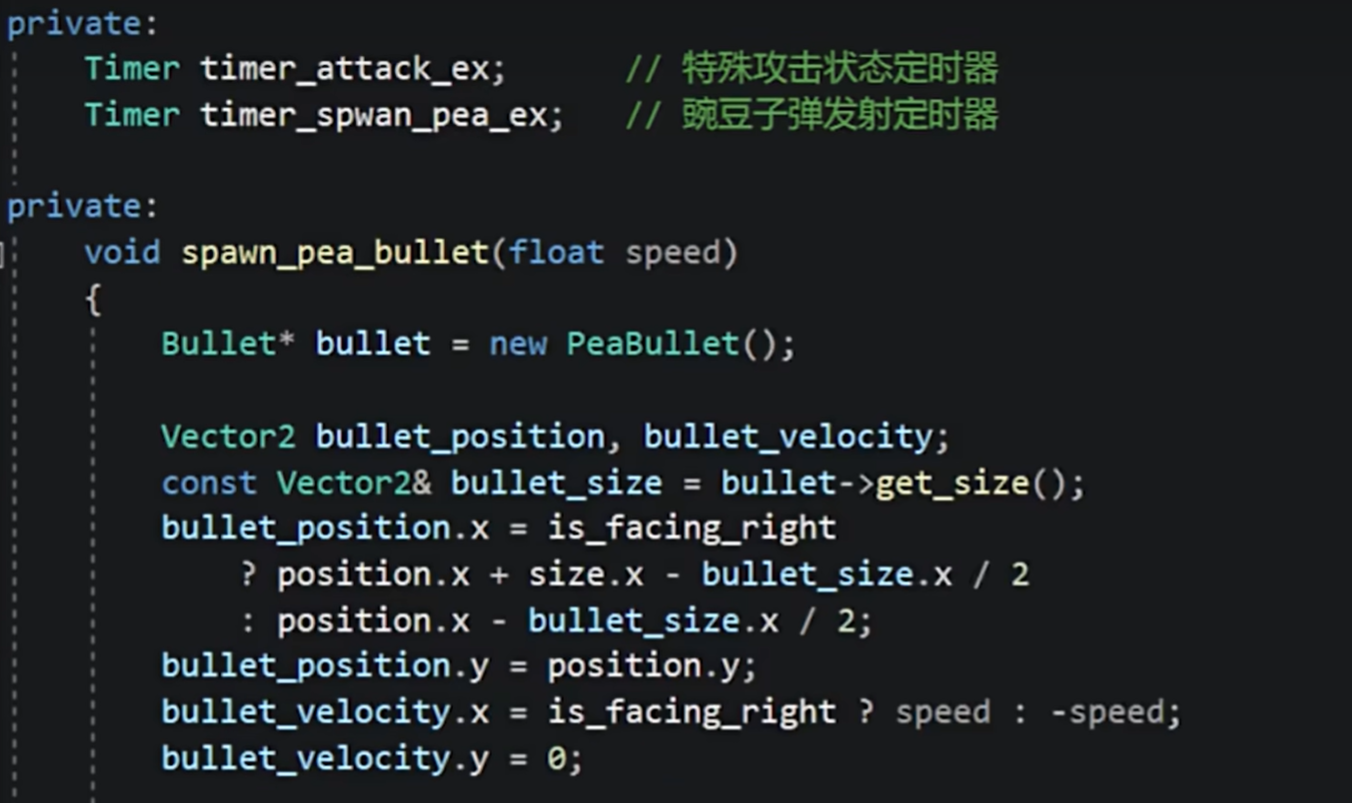 private:
    Timer timer_attack_ex;      // 特殊攻击状态定时器
    Timer timer_spwan_pea_ex;   // 豌豆子弹发射定时器
private:
    void spawn_pea_bullet(float speed)
    {
        Bullet* bullet = new PeaBullet();
        Vector2 bullet_position, bullet_velocity;
        const Vector2& bullet_size = bullet->get_size();
        bullet_position.x = is_facing_right
            ? position.x + size.x - bullet_size.x / 2
            : position.x - bullet_size.x / 2;
        bullet_position.y = position.y;
        bullet_velocity.x = is_facing_right ? speed : -speed;
        bullet_velocity.y = 0;